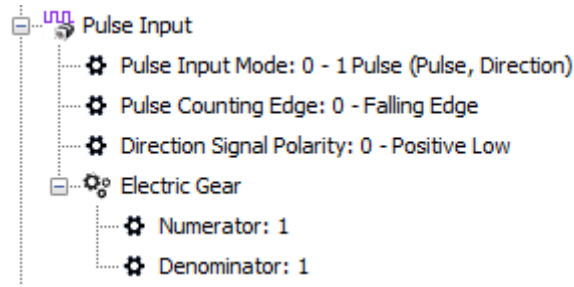 Pulse Input
Pulse Input Mode: 0 - 1 Pulse (Pulse, Direction)
Pulse Counting Edge: 0 - Falling Edge
Direction Signal Polarity: 0 - Positive Low
Electric Gear
Numerator: 1
Denominator: 1